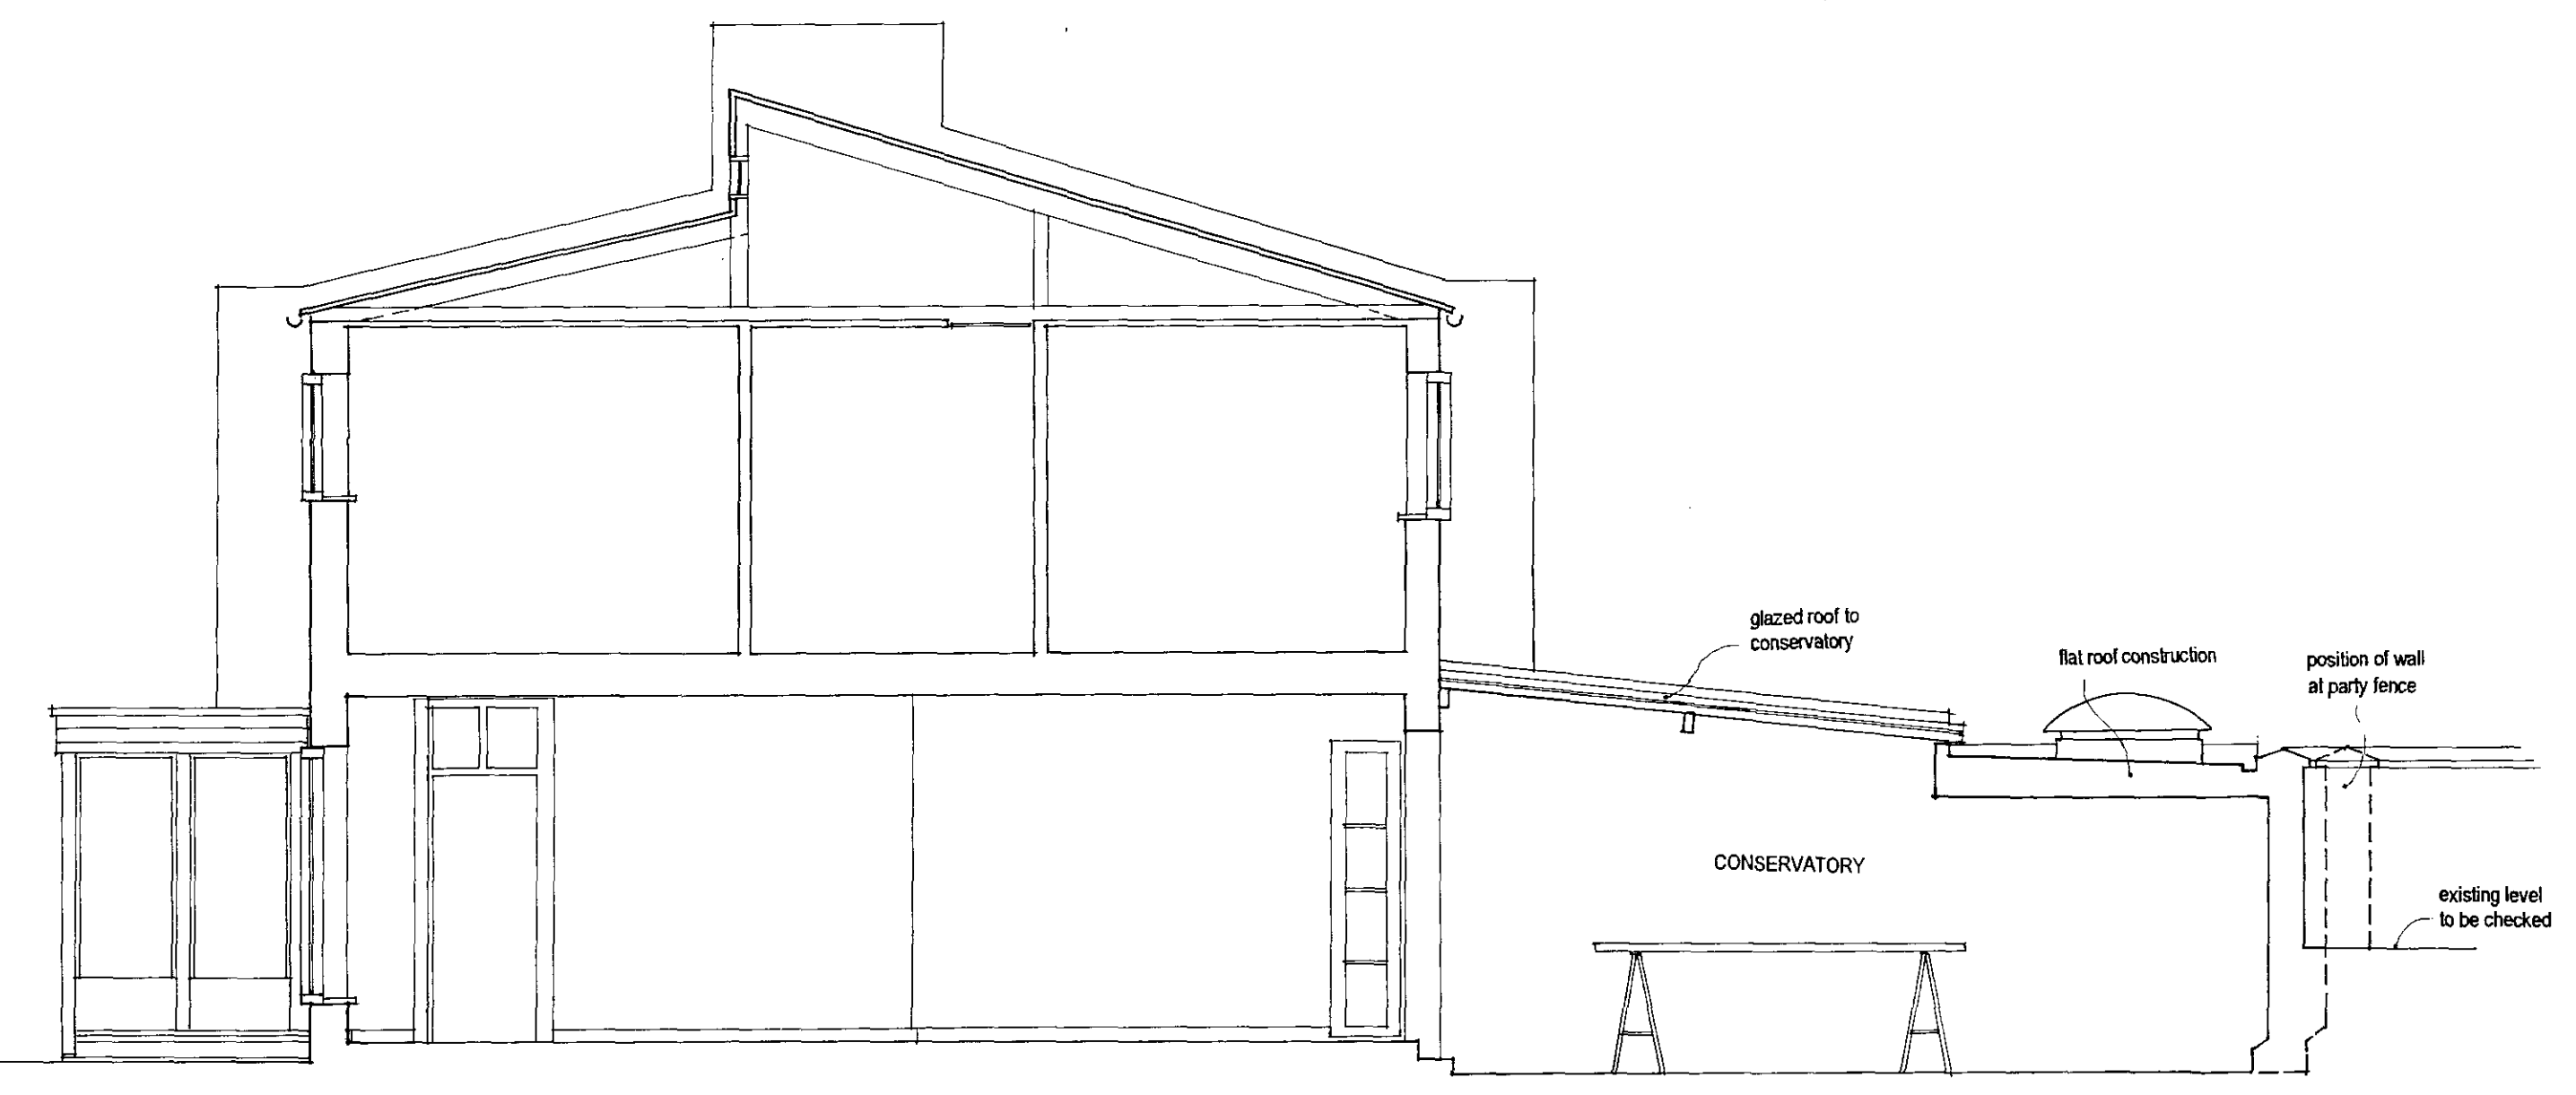 glazed roof to
conservatory
flat roof construction
position of wall
at party fence
CONSERVATORY
existing level
to be checked